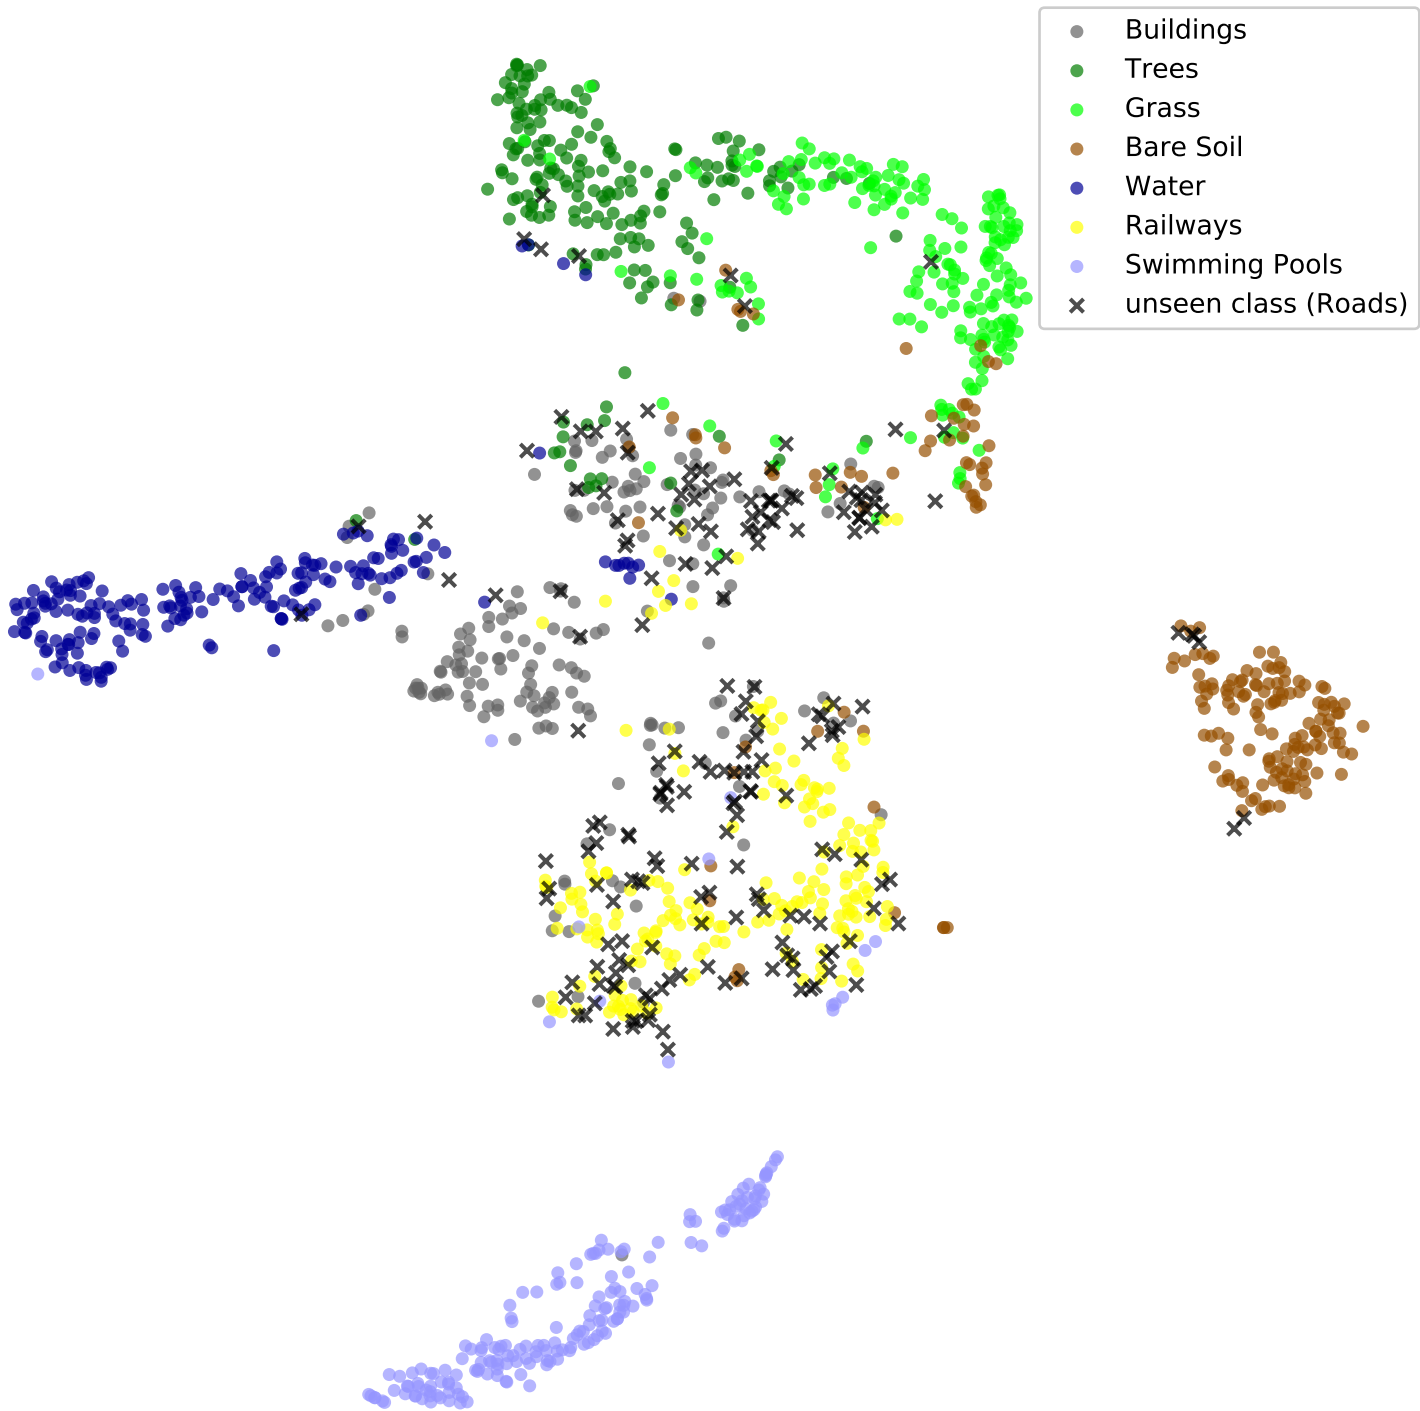 Buildings
Trees
Grass
Bare Soil
Water
Railways
Swimming Pools
unseen class (Roads)